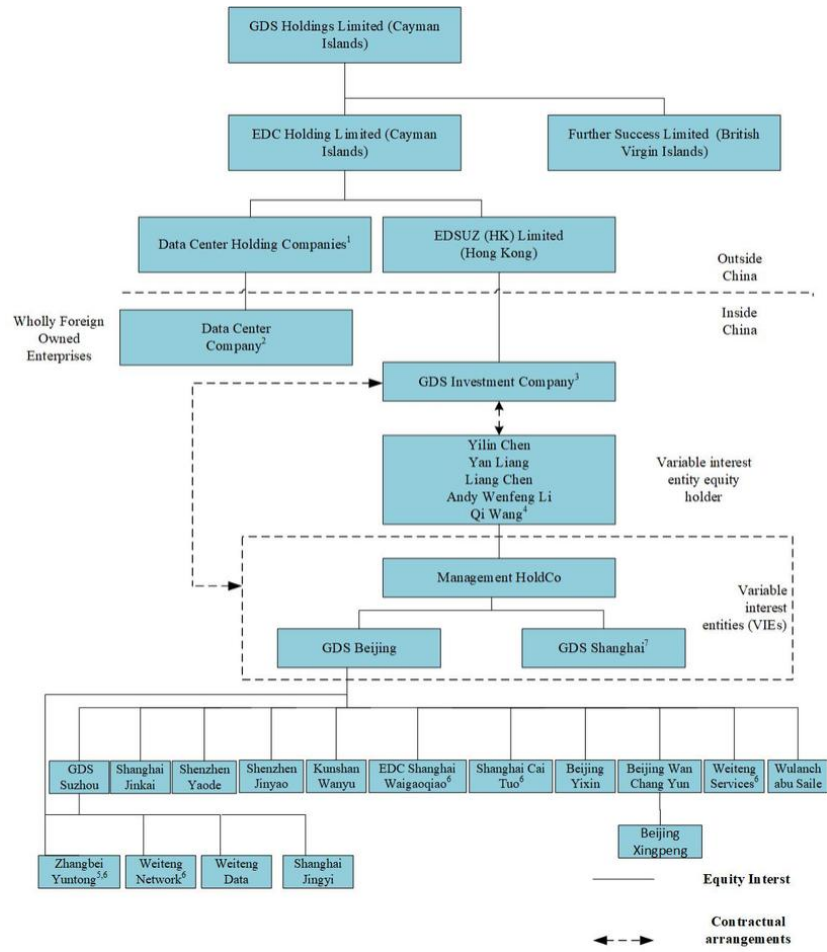 GDS Holdings Limited (Cayman
Islands)
EDC Holding Limited (Cayman
Islands)
Further Success Limited (British
Virgin Islands)
Data Center Holding Companies1
EDSUZ (HK) Limited
(Hong Kong)
Outside
China
Wholly Foreign
Owned
Enterprises
Data Center
Company2
Inside
China
GDS Investment Company3
Yilin Chen
Yan Liang
Liang Chen
Andy Wenfeng Li
Qi Wang4
Variable interest
entity equity
holder
Management HoldCo
Variable
interest
entities (VIEs)
GDS Beijing
GDS Shanghai7
GDS
Suzhou
Shanghai
Jinkai
Shenzhen
Yaode
Shenzhen
Jinyao
Kunshan
Wanyu
EDC Shanghai
Waigaoqiao6
Shanghai Cai
Tuo6
Beijing
Yixin
Beijing Wan
Chang Yun
Weiteng
Services6
Wulanch
abu Saile
Zhangbei
Yuntong5,6
Weiteng
Network6
Weiteng
Data
Shanghai
Jingyi
Beijing
Xingpeng
Equity Interst
Contractual
arrangements